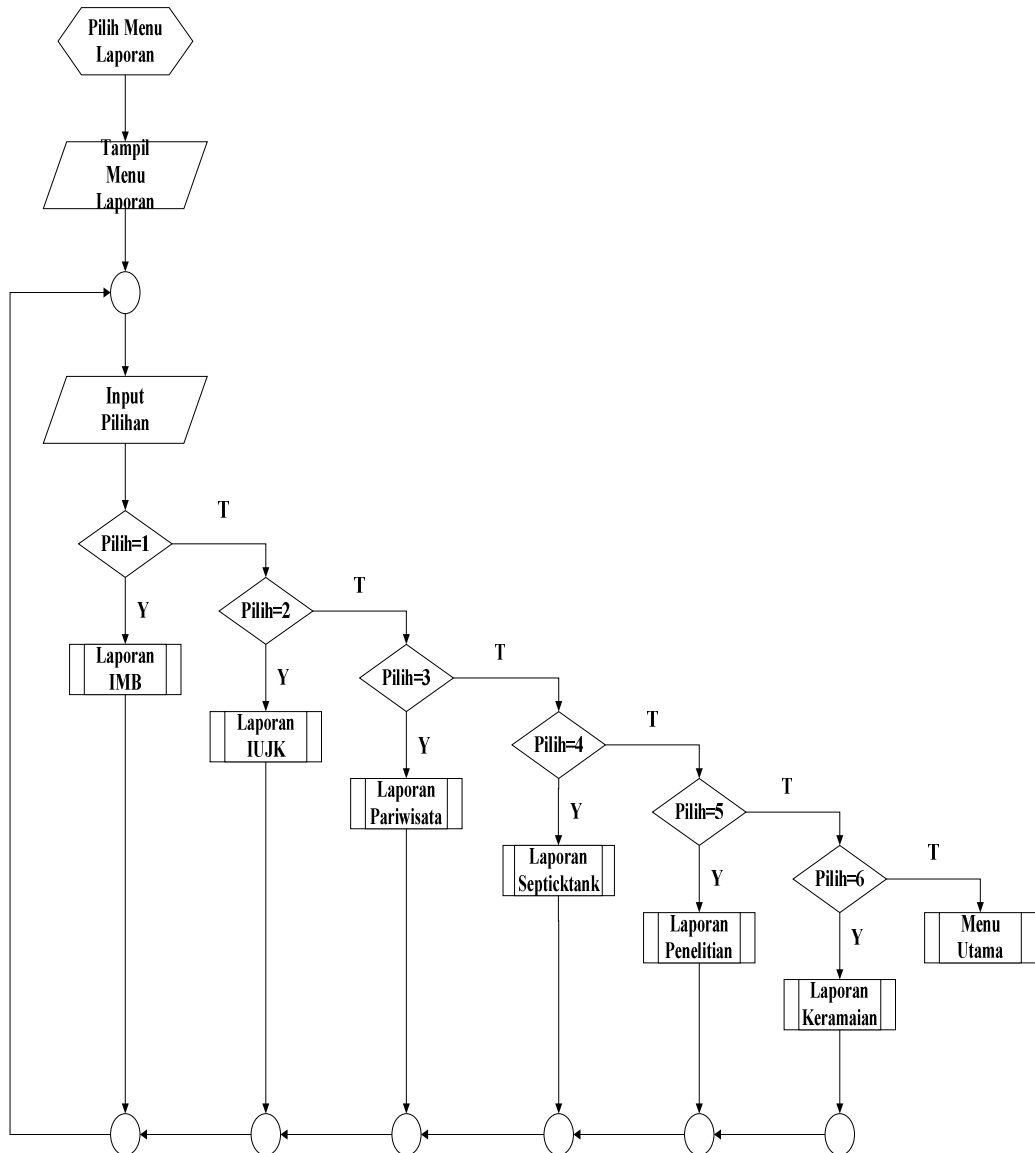 Pilih Menu
Laporan
Tampil
Menu
Laporan
Input
Pilihan
T
Pilih=1
Y
Laporan
IMB
T
Pilih=2
Y
Laporan
IUJK
T
Pilih=3
Y
Laporan
Pariwisata
T
Pilih=4
Y
Laporan
Septicktank
T
Pilih=5
Y
Laporan
Penelitian
T
Pilih=6
Y
Laporan
Keramaian
Menu
Utama